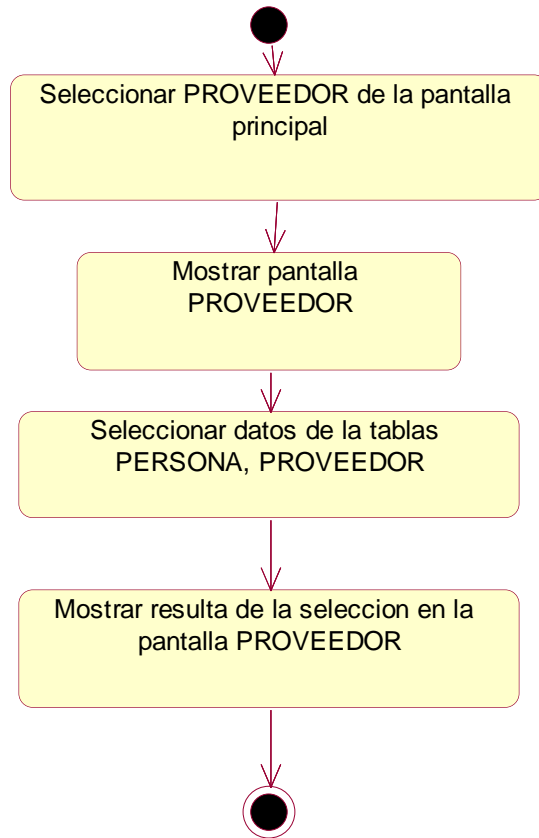 Seleccionar PROVEEDOR de la pantalla
principal
Mostrar pantalla
PROVEEDOR
Seleccionar datos de la tablas
PERSONA, PROVEEDOR
Mostrar resulta de la seleccion en la
pantalla PROVEEDOR